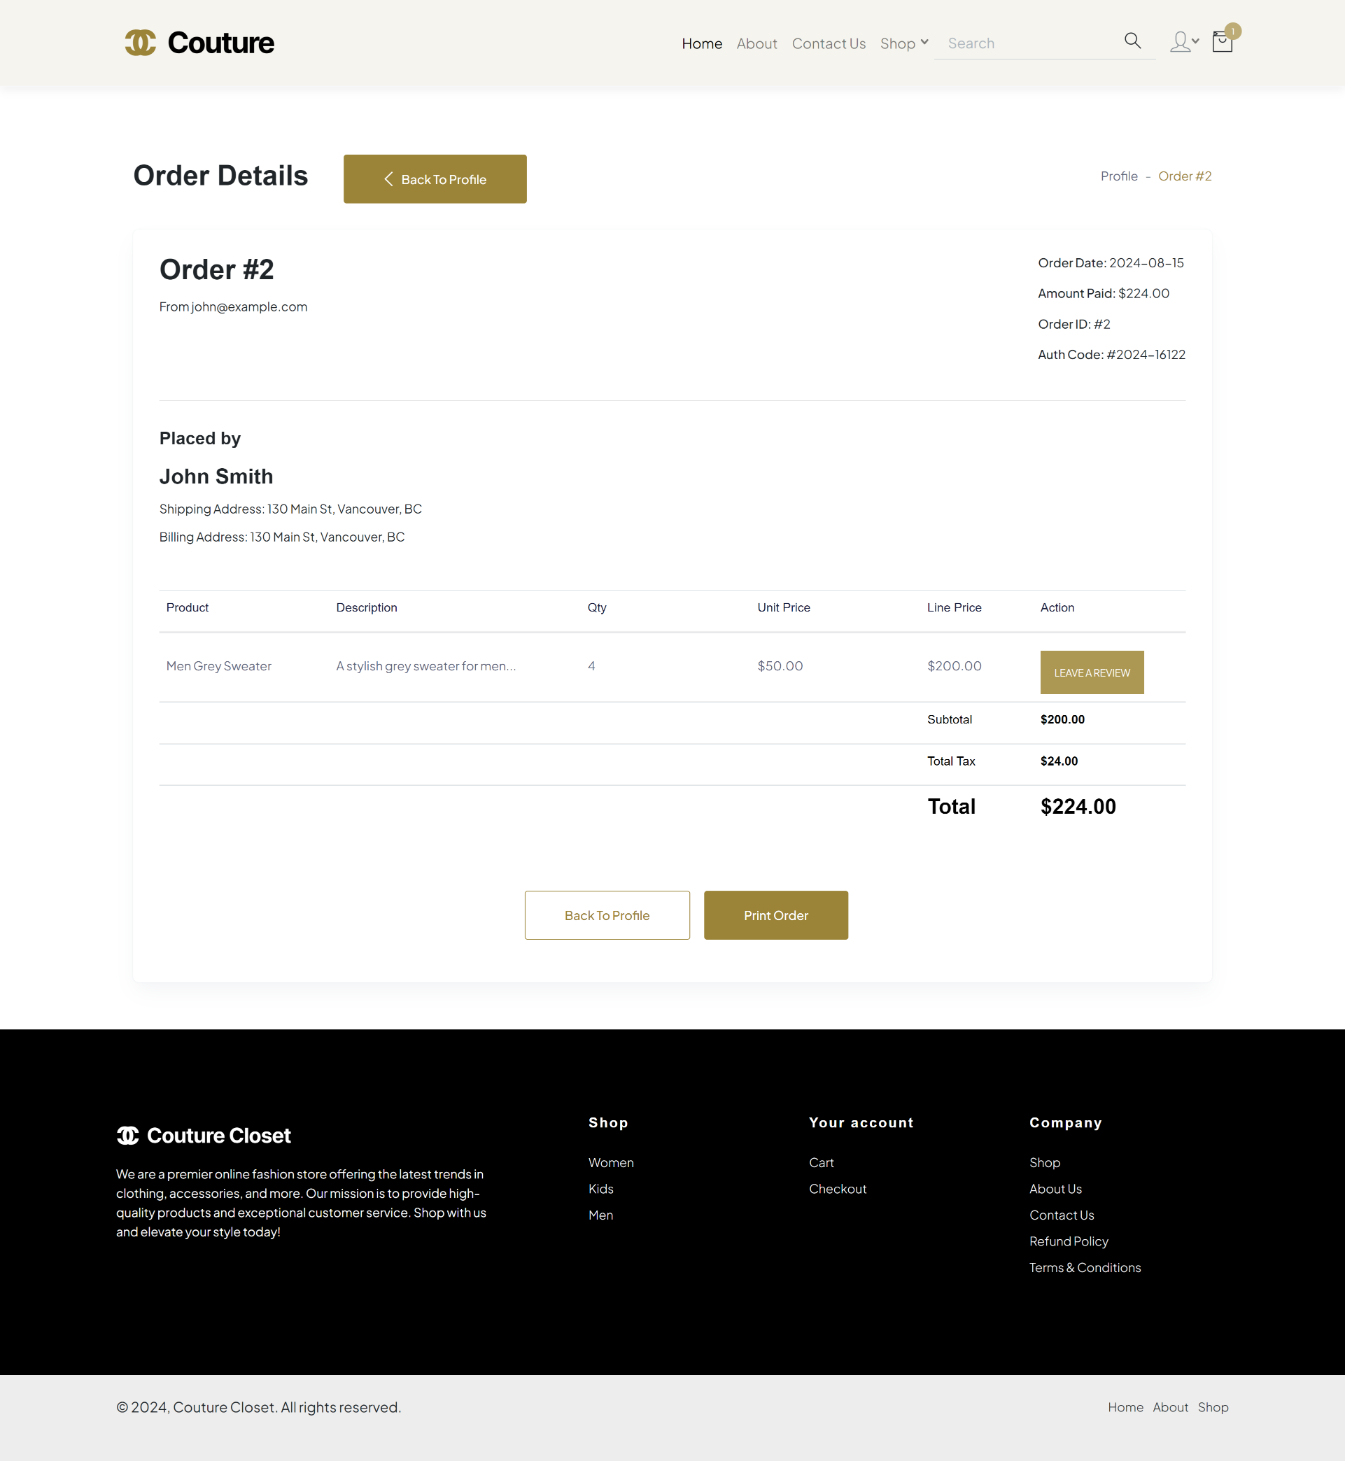 Couture
Home About Contact Us Shop Search 1
Order Details
Back To Profile
Profile - Order #2
Order #2
From john@example.com
Order Date: 2024-08-15
Amount Paid: $224.00
Order ID: #2
Auth Code: #2024-16122
Placed by
John Smith
Shipping Address: 130 Main St, Vancouver, BC
Billing Address: 130 Main St, Vancouver, BC
Product Description Qty Unit Price Line Price Action
Men Grey Sweater A stylish grey sweater for men... 4 $50.00 $200.00 LEAVE A REVIEW
Subtotal $200.00
Total Tax $24.00
Total $224.00
Back To Profile Print Order
Couture Closet
We are a premier online fashion store offering the latest trends in
clothing, accessories, and more. Our mission is to provide high-
quality products and exceptional customer service. Shop with us
and elevate your style today!
Shop
Women
Kids
Men
Your account
Cart
Checkout
Company
Shop
About Us
Contact Us
Refund Policy
Terms & Conditions
© 2024, Couture Closet. All rights reserved.
Home About Shop